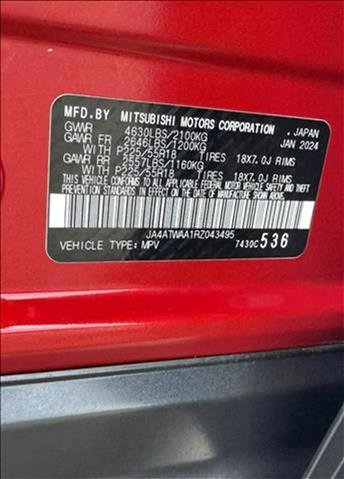 MFD.BY MITSUBISHI MOTORS CORPORATION , JAPAN
GVWR 4630LBS/2100KG JAN 2024
GAWR FR 2646LBS/1200KG
WITH P225/55R18 TIRES 18X7.0J RIMS
GAWR RR 2557LBS/1160KG
WITH P225/55R18 TIRES 18X7.0J RIMS
THIS VEHICLE CONFORMS TO ALL APPLICABLE FEDERAL MOTOR
VEHICLE SAFETY AND THEFT PREVENTION STANDARDS
IN EFFECT ON THE DATE OF MANUFACTURE SHOWN ABOVE.
JA4ATWAA1RZ043495
VEHICLE TYPE: MPV 7430C 536